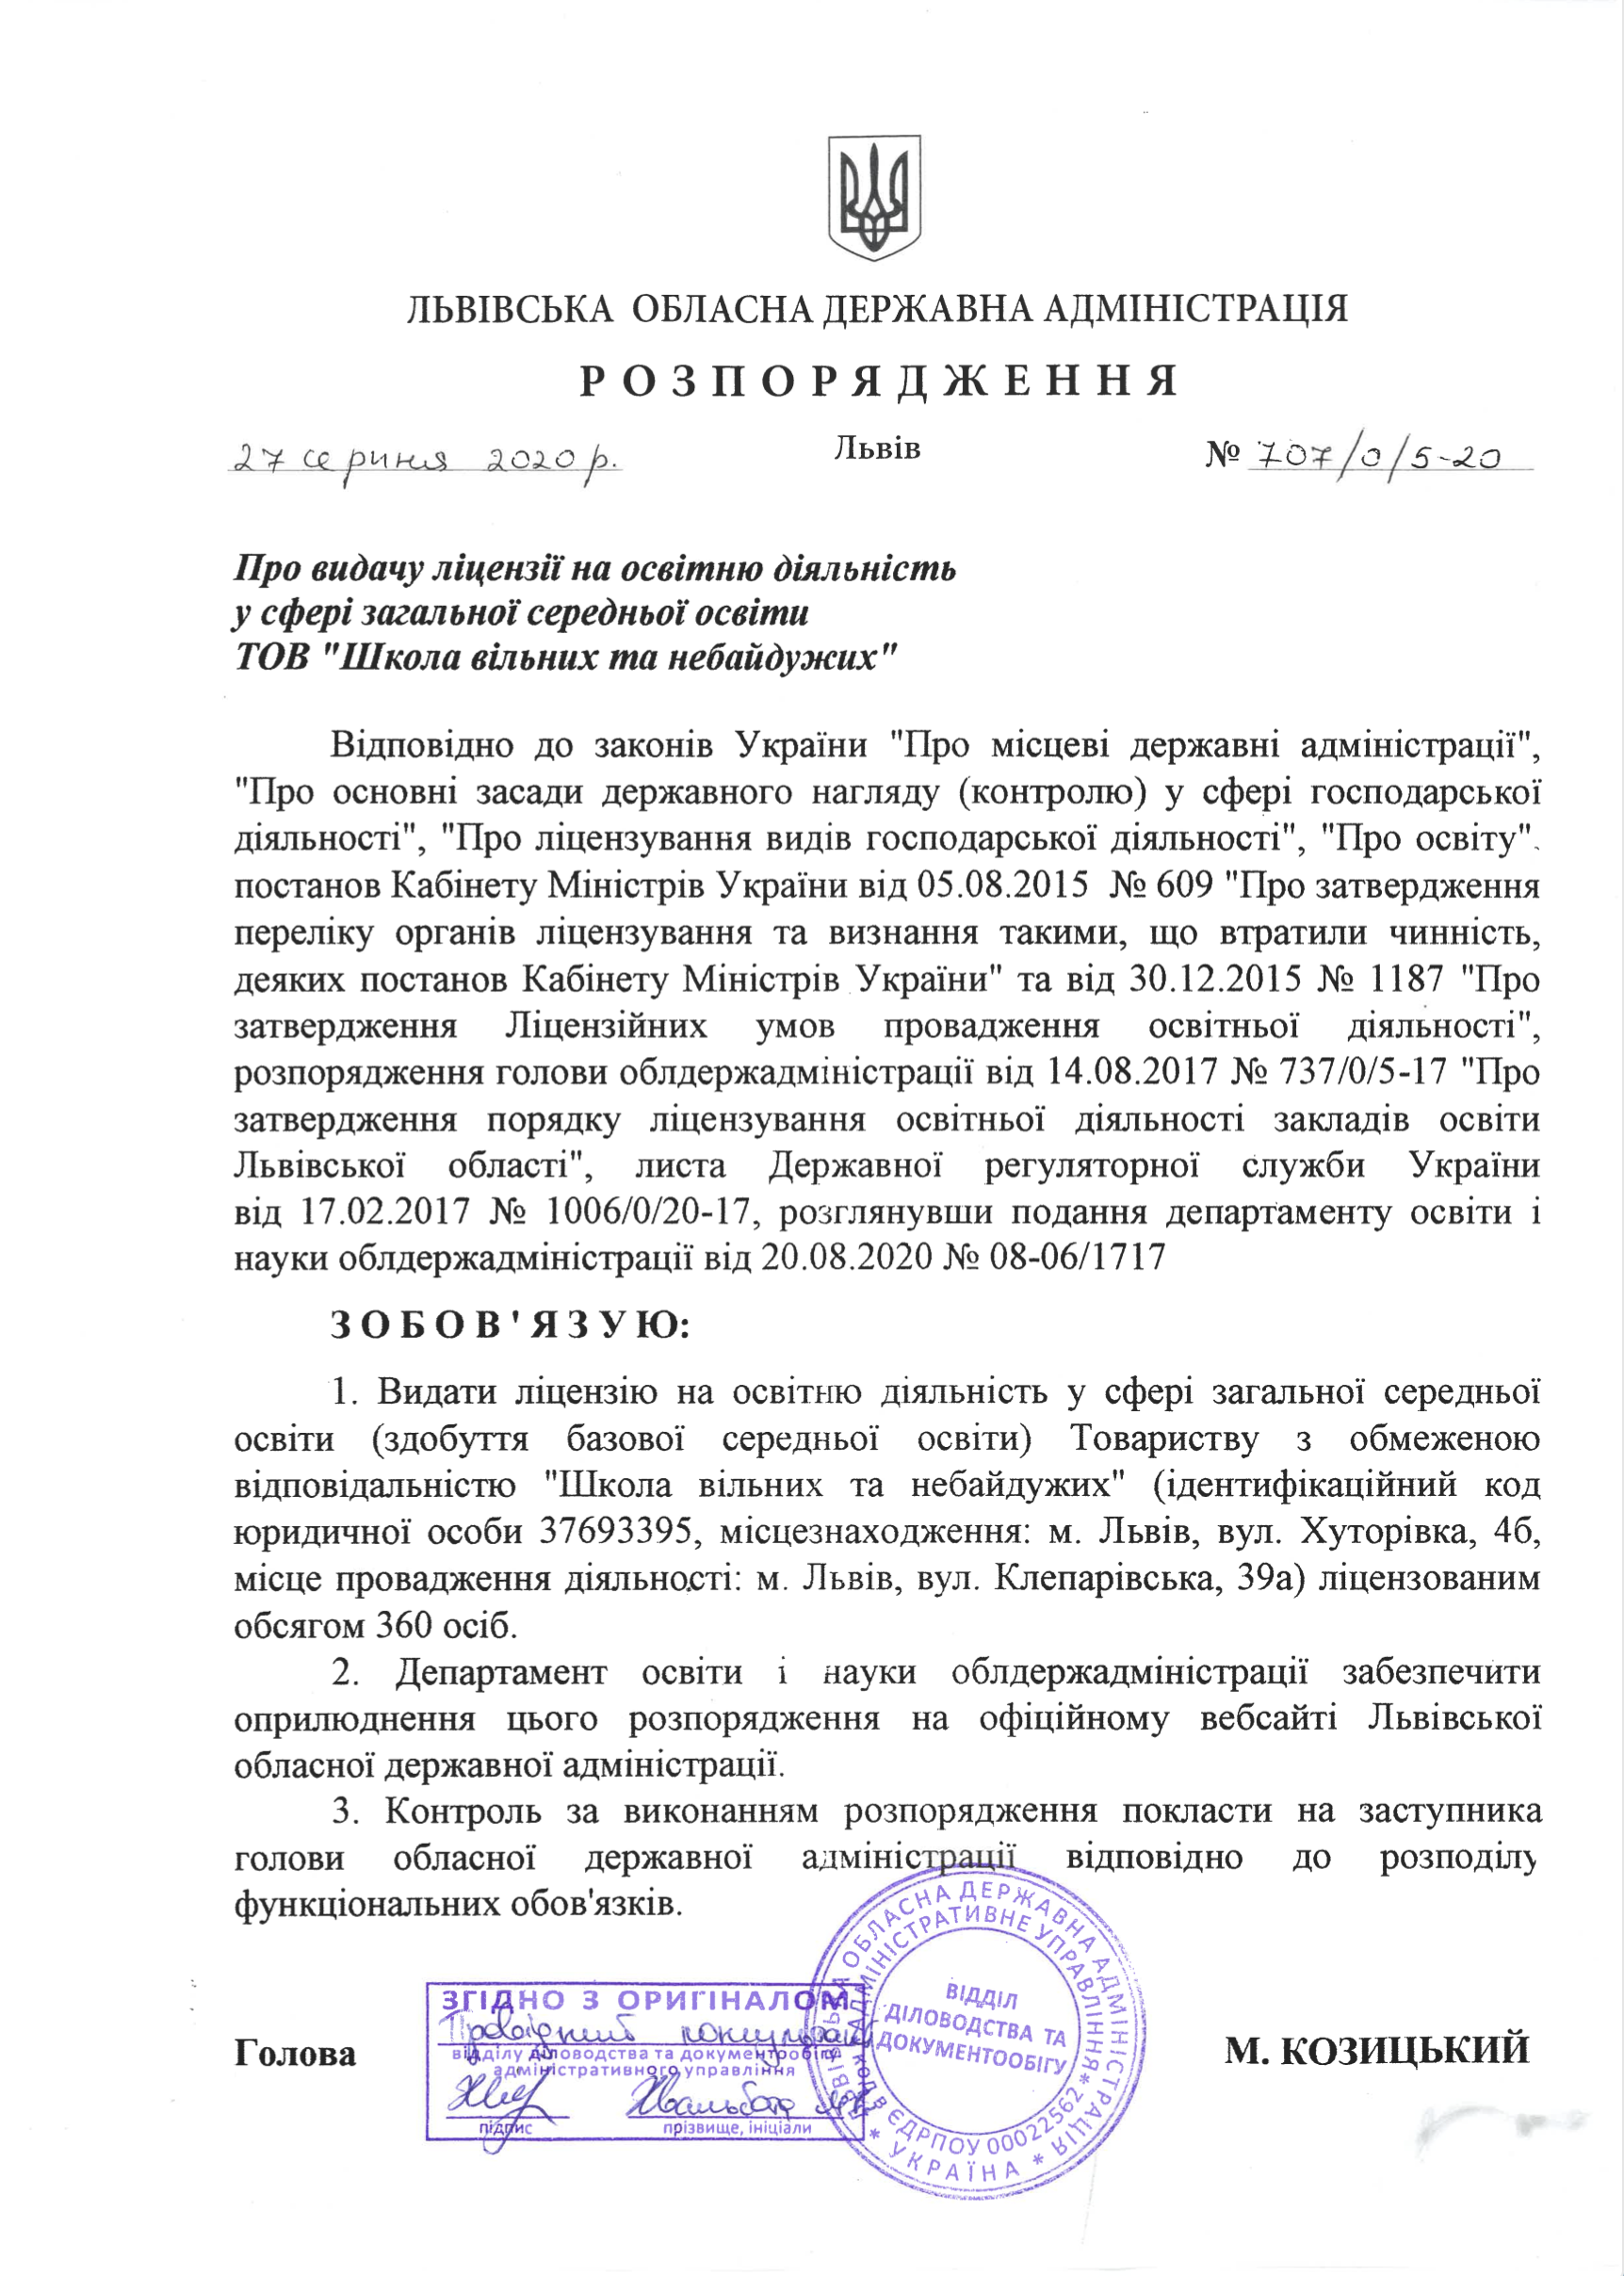 ЛЬВІВСЬКА ОБЛАСНА ДЕРЖАВНА АДМІНІСТРАЦІЯ
Р О З П О Р Я Д Ж Е Н Н Я
27 серпня 2020 р. Львів № 707/0/5-20
Про видачу ліцензії на освітню діяльність
у сфері загальної середньої освіти
ТОВ "Школа вільних та небайдужих"
Відповідно до законів України "Про місцеві державні адміністрації",
"Про основні засади державного нагляду (контролю) у сфері господарської
діяльності", "Про ліцензування видів господарської діяльності", "Про освіту".
постанов Кабінету Міністрів України від 05.08.2015 № 609 "Про затвердження
переліку органів ліцензування та визнання такими, що втратили чинність,
деяких постанов Кабінету Міністрів України" та від 30.12.2015 № 1187 "Про
затвердження Ліцензійних умов провадження освітньої діяльності",
розпорядження голови облдержадміністрації від 14.08.2017 № 737/0/5-17 "Про
затвердження порядку ліцензування освітньої діяльності закладів освіти
Львівської області", листа Державної регуляторної служби України
від 17.02.2017 № 1006/0/20-17, розглянувши подання департаменту освіти і
науки облдержадміністрації від 20.08.2020 № 08-06/1717
З О Б О В ' Я З У Ю:
1. Видати ліцензію на освітню діяльність у сфері загальної середньої
освіти (здобуття базової середньої освіти) Товариству з обмеженою
відповідальністю "Школа вільних та небайдужих" (ідентифікаційний код
юридичної особи 37693395, місцезнаходження: м. Львів, вул. Хуторівка, 4б,
місце провадження діяльності: м. Львів, вул. Клепарівська, 39а) ліцензованим
обсягом 360 осіб.
2. Департамент освіти і науки облдержадміністрації забезпечити
оприлюднення цього розпорядження на офіційному вебсайті Львівської
обласної державної адміністрації.
3. Контроль за виконанням розпорядження покласти на заступника
голови обласної державної адміністрації відповідно до розподілу
функціональних обов'язків.
Голова М. КОЗИЦЬКИЙ
ЗГІДНО З ОРИГІНАЛОМ
Провідний консультант
відділу діловодства та документообігу
адміністративного управління
підпис прізвище, ініціали
ЛЬВІВСЬКА ОБЛАСНА ДЕРЖАВНА АДМІНІСТРАЦІЯ * УКРАЇНА *
АДМІНІСТРАТИВНЕ УПРАВЛІННЯ * код в ЄДРПОУ 00022562 *
ВІДДІЛ
ДІЛОВОДСТВА ТА
ДОКУМЕНТООБІГУ